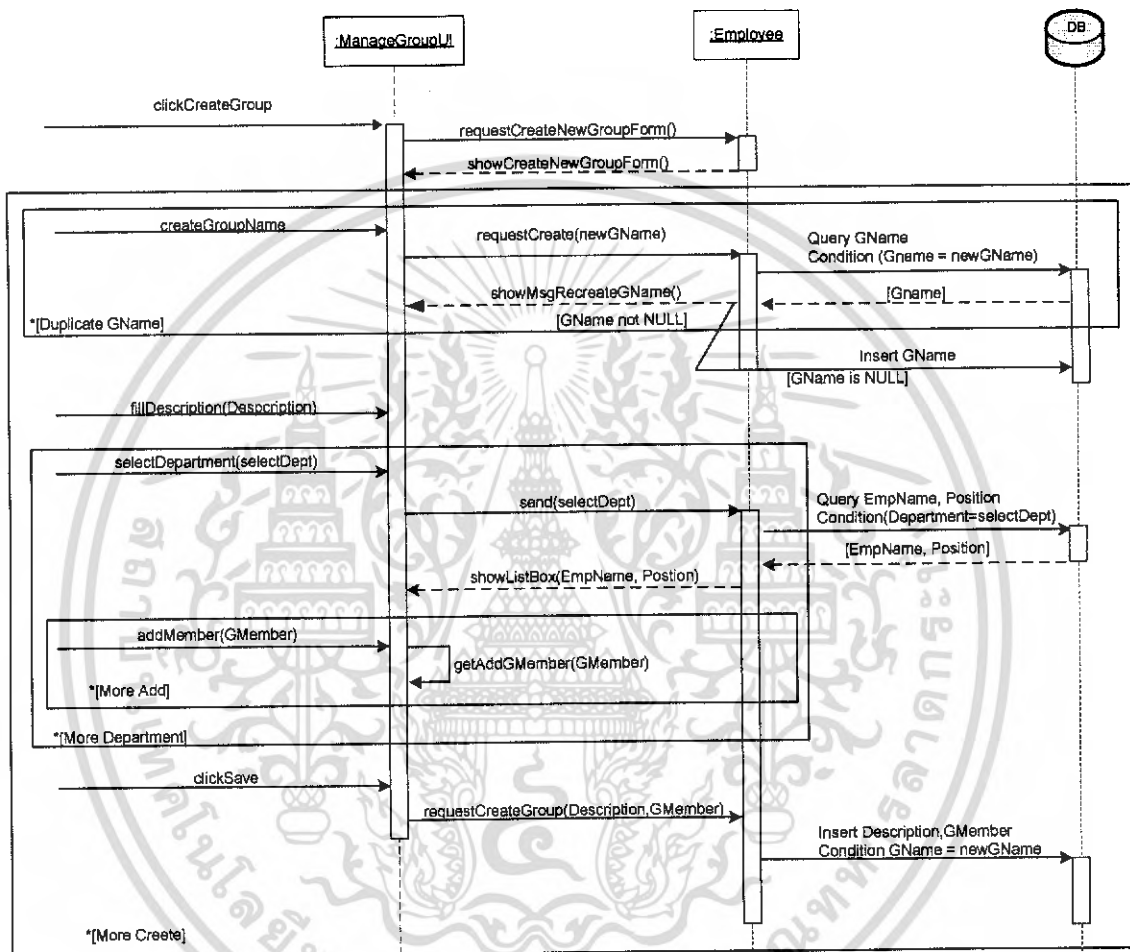 :ManageGroupUI
:Employee
DB
clickCreateGroup
requestCreateNewGroupForm()
showCreateNewGroupForm()
createGroupName
requestCreate(newGName)
Query GName
Condition (Gname = newGName)
showMsgRecreateGName()
[Gname]
*[Duplicate GName]
[GName not NULL]
Insert GName
[GName is NULL]
fillDescription(Despcription)
selectDepartment(selectDept)
send(selectDept)
Query EmpName, Position
Condition(Department=selectDept)
[EmpName, Position]
showListBox(EmpName, Postion)
addMember(GMember)
getAddGMember(GMember)
*[More Add]
*[More Department]
clickSave
requestCreateGroup(Description,GMember)
Insert Description,GMember
Condition GName = newGName
*[More Create]